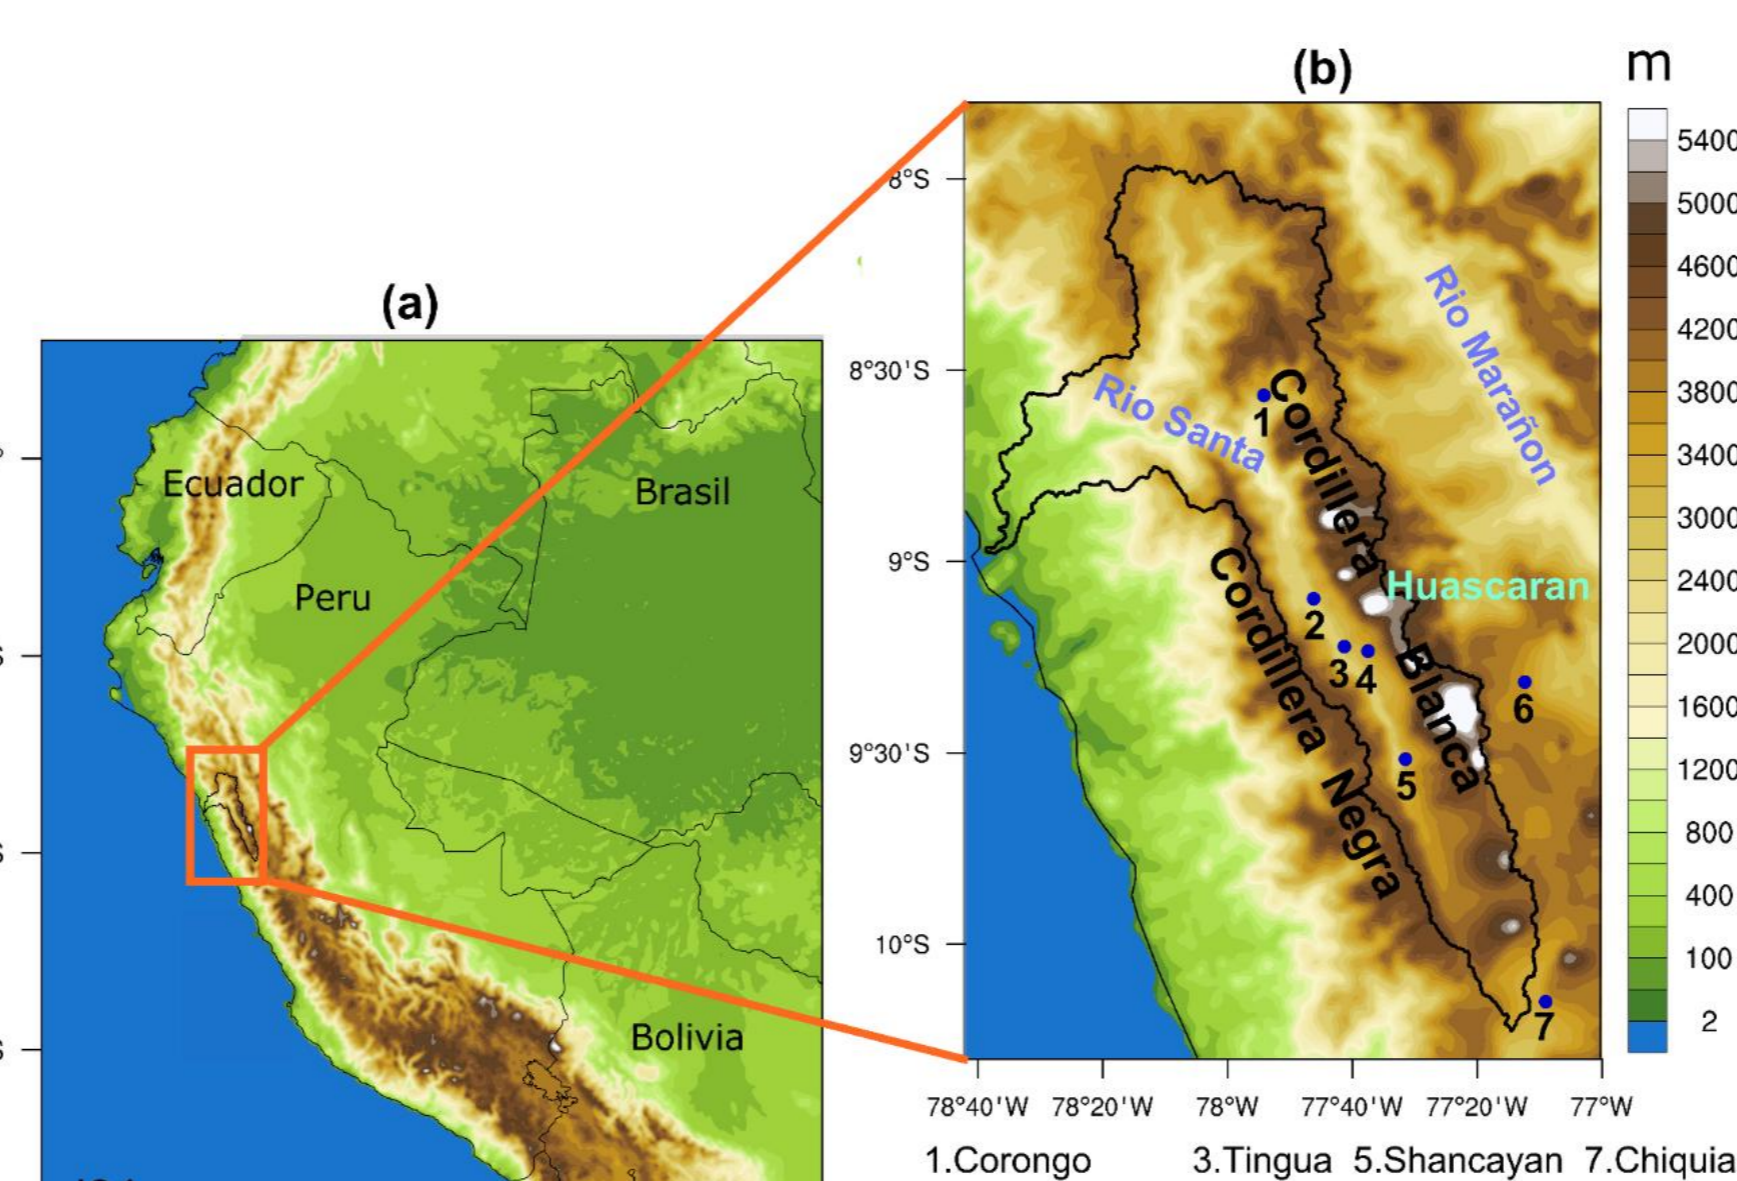 (b)
m
(a)
Ecuador
Peru
Brasil
Bolivia
8°S
8°30'S
9°S
9°30'S
10°S
78°40'W 78°20'W 78°W 77°40'W 77°20'W 77°W
Rio Santa
Rio Marañon
Cordillera Blanca
Cordillera Negra
Huascaran
1
2
3
4
5
6
7
5400
5000
4600
4200
3800
3400
3000
2400
2000
1600
1200
800
400
100
2
1.Corongo 3.Tingua 5.Shancayan 7.Chiquia